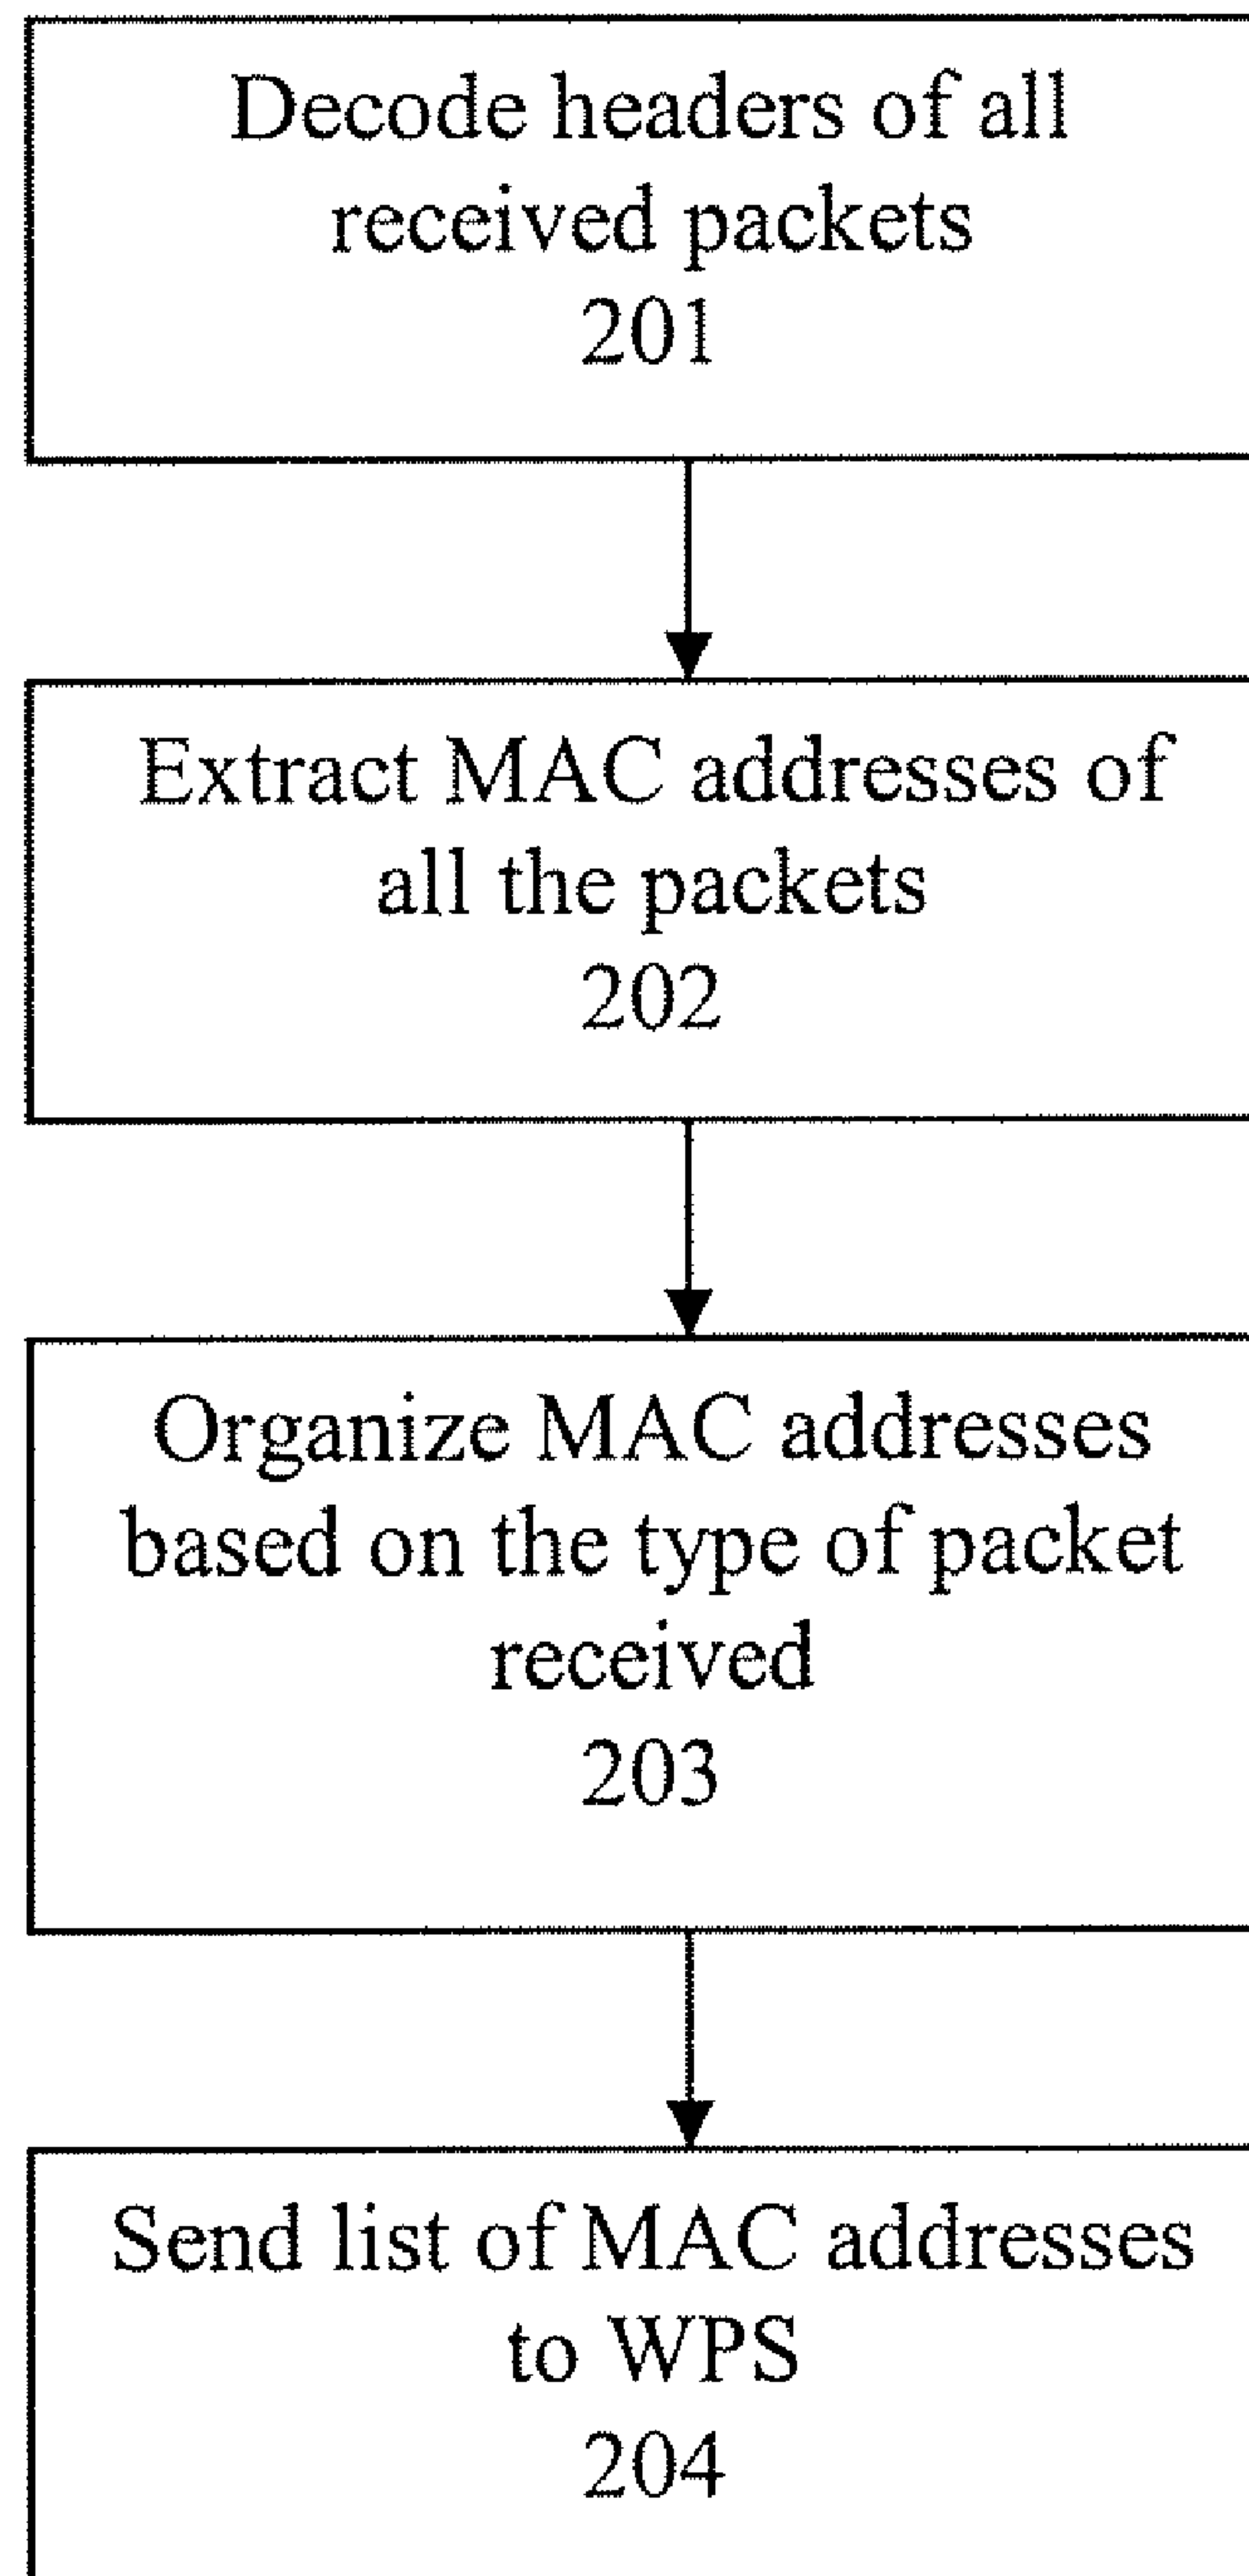 Decode headers of all
received packets
201
Extract MAC addresses of
all the packets
202
Organize MAC addresses
based on the type of packet
received
203
Send list of MAC addresses
to WPS
204